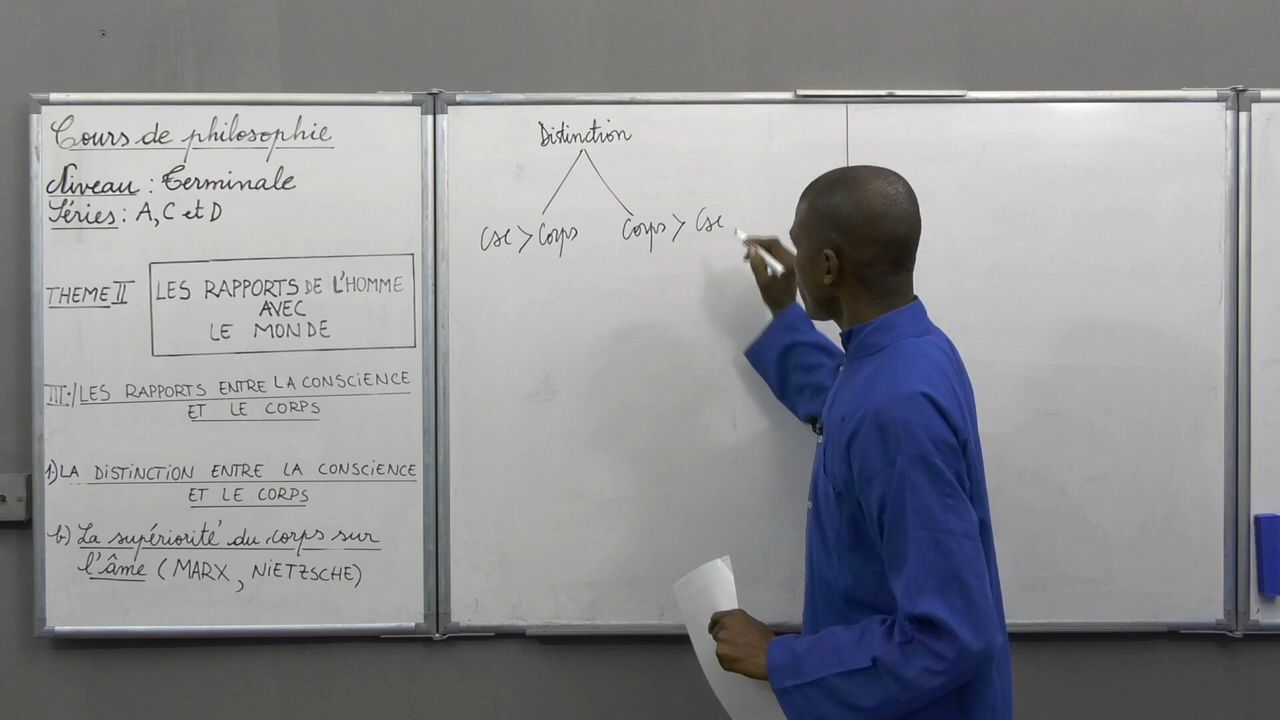 Cours de philosophie
Niveau : Terminale
Séries : A, C et D
THEME II
LES RAPPORTS DE L'HOMME
AVEC
LE MONDE
III-/ LES RAPPORTS ENTRE LA CONSCIENCE
ET LE CORPS
1) LA DISTINCTION ENTRE LA CONSCIENCE
ET LE CORPS
b) La supériorité du corps sur
l'âme (MARX, NIETZSCHE)
Distinction
Cse > Corps Corps > Cse